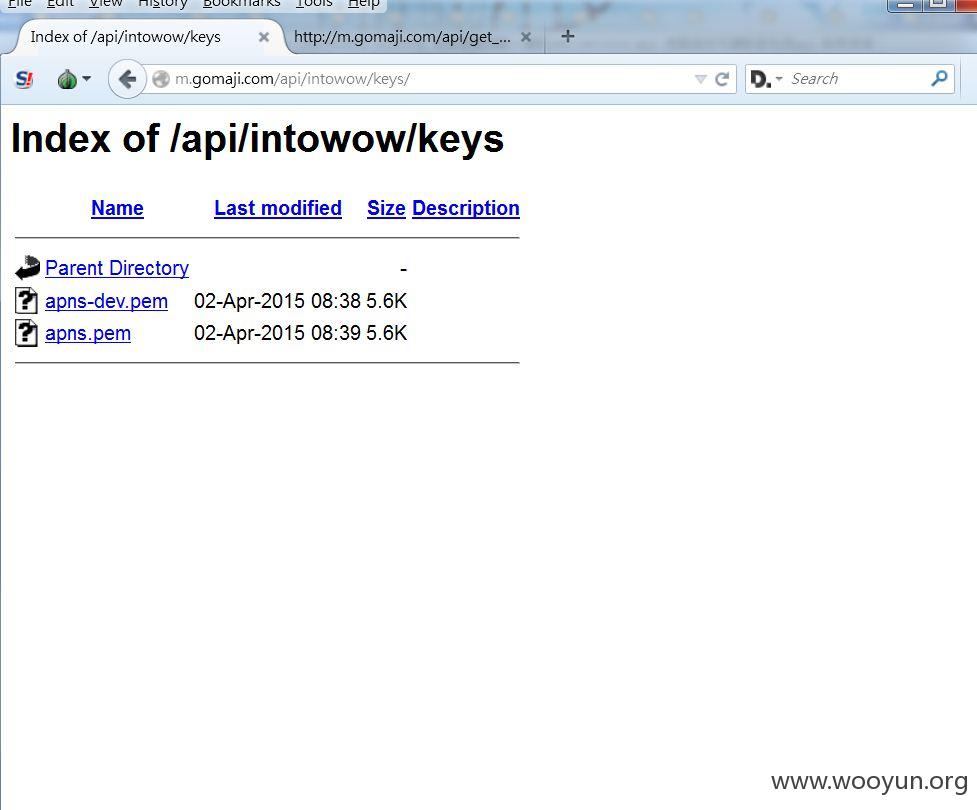 File Edit View History Bookmarks Tools Help
Index of /api/intowow/keys × http://m.gomaji.com/api/get_... × +
S! m.gomaji.com/api/intowow/keys/ D. Search
Index of /api/intowow/keys
Name Last modified Size Description
Parent Directory -
apns-dev.pem 02-Apr-2015 08:38 5.6K
apns.pem 02-Apr-2015 08:39 5.6K
www.wooyun.org